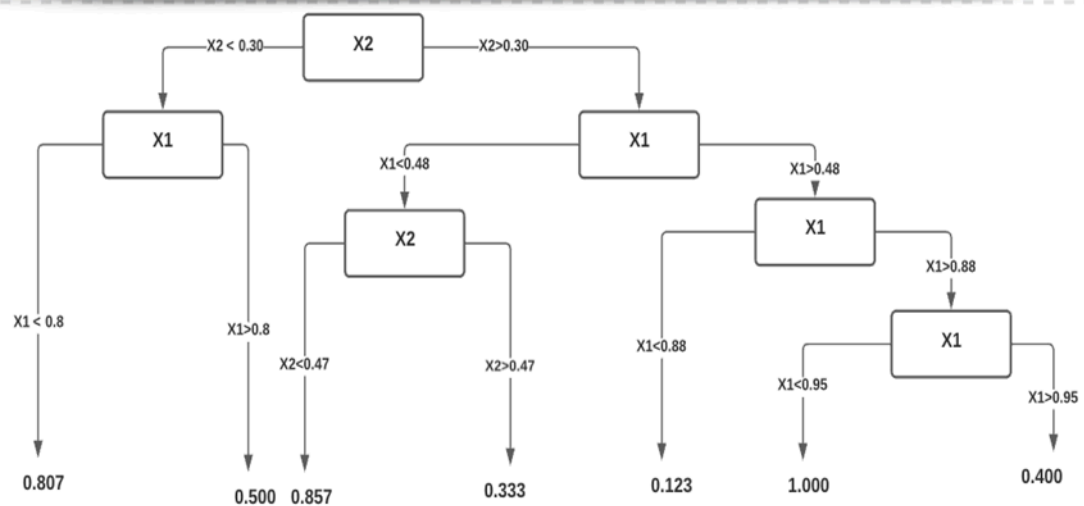 X2
X2 < 0.30
X2>0.30
X1
X1
X1<0.48
X1>0.48
X1
X2
X1>0.88
X1 < 0.8
X1>0.8
X1
X1<0.88
X2<0.47
X2>0.47
X1<0.95
X1>0.95
0.807
0.500
0.857
0.333
0.123
1.000
0.400